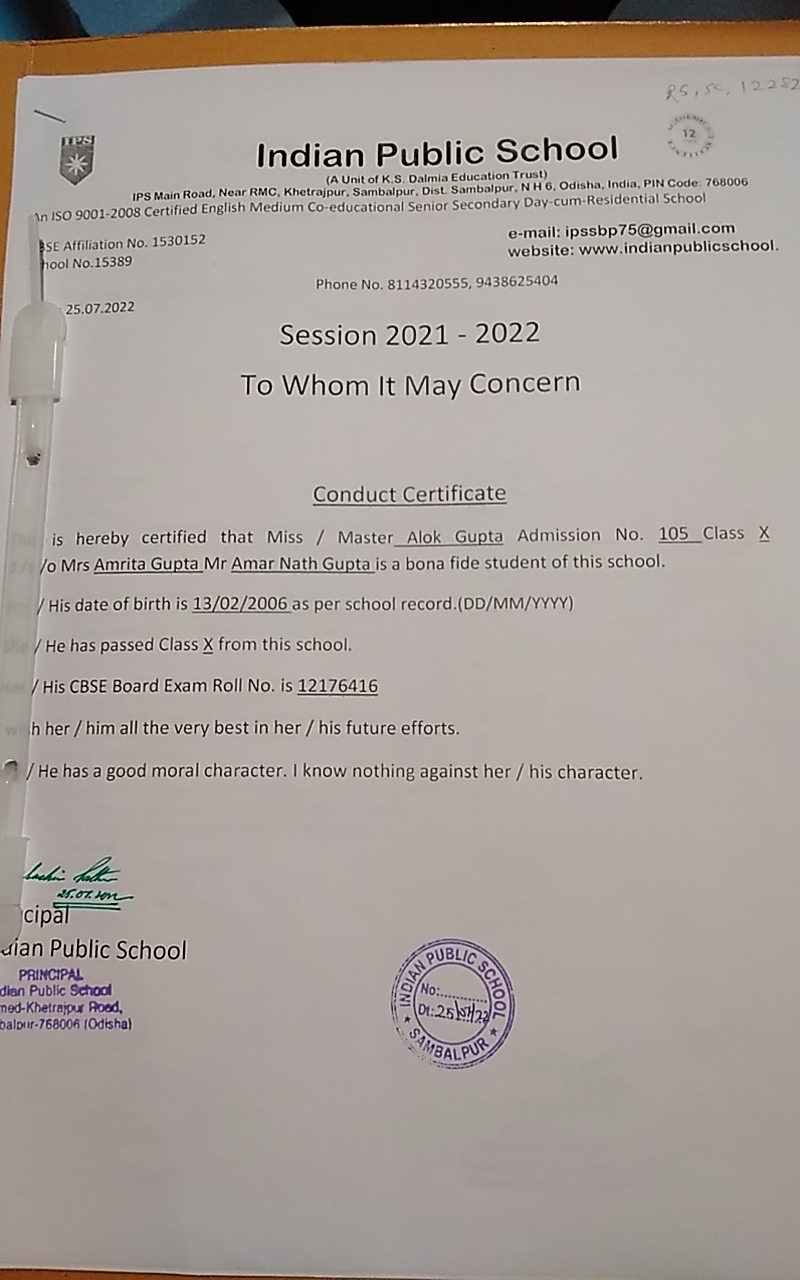 RS, SC, 12282
IPS
12
Indian Public School
(A Unit of K.S. Dalmia Education Trust)
IPS Main Road, Near RMC, Khetrajpur, Sambalpur, Dist. Sambalpur, N H 6, Odisha, India, PIN Code: 768006
An ISO 9001-2008 Certified English Medium Co-educational Senior Secondary Day-cum-Residential School
BSE Affiliation No. 1530152
hool No.15389
e-mail: ipssbp75@gmail.com
website: www.indianpublicschool.
Phone No. 8114320555, 9438625404
25.07.2022
Session 2021 - 2022
To Whom It May Concern
Conduct Certificate
is hereby certified that Miss / Master Alok Gupta Admission No. 105 Class X
/o Mrs Amrita Gupta Mr Amar Nath Gupta is a bona fide student of this school.
/ His date of birth is 13/02/2006 as per school record.(DD/MM/YYYY)
/ He has passed Class X from this school.
/ His CBSE Board Exam Roll No. is 12176416
h her / him all the very best in her / his future efforts.
/ He has a good moral character. I know nothing against her / his character.
25.07.2022
cipal
dian Public School
PRINCIPAL
dian Public School
med-Khetrajpur Road,
balpur-768006 (Odisha)
INDIAN PUBLIC SCHOOL
No:..............
Dt:25/07/22
★ SAMBALPUR ★